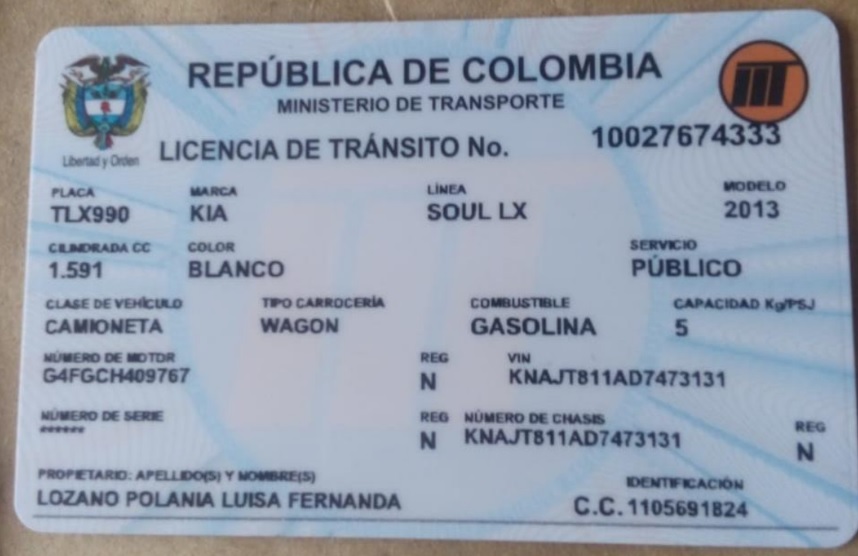 REPÚBLICA DE COLOMBIA
MINISTERIO DE TRANSPORTE
Libertad y Orden
LICENCIA DE TRÁNSITO No. 10027674333
PLACA MARCA LÍNEA MODELO
TLX990 KIA SOUL LX 2013
CILINDRADA CC COLOR SERVICIO
1.591 BLANCO PÚBLICO
CLASE DE VEHÍCULO TIPO CARROCERÍA COMBUSTIBLE CAPACIDAD Kg/PSJ
CAMIONETA WAGON GASOLINA 5
NÚMERO DE MOTOR REG VIN
G4FGCH409767 N KNAJT811AD7473131
NÚMERO DE SERIE REG NÚMERO DE CHASIS REG
****** N KNAJT811AD7473131 N
PROPIETARIO: APELLIDO(S) Y NOMBRE(S) IDENTIFICACIÓN
LOZANO POLANIA LUISA FERNANDA C.C. 1105691824